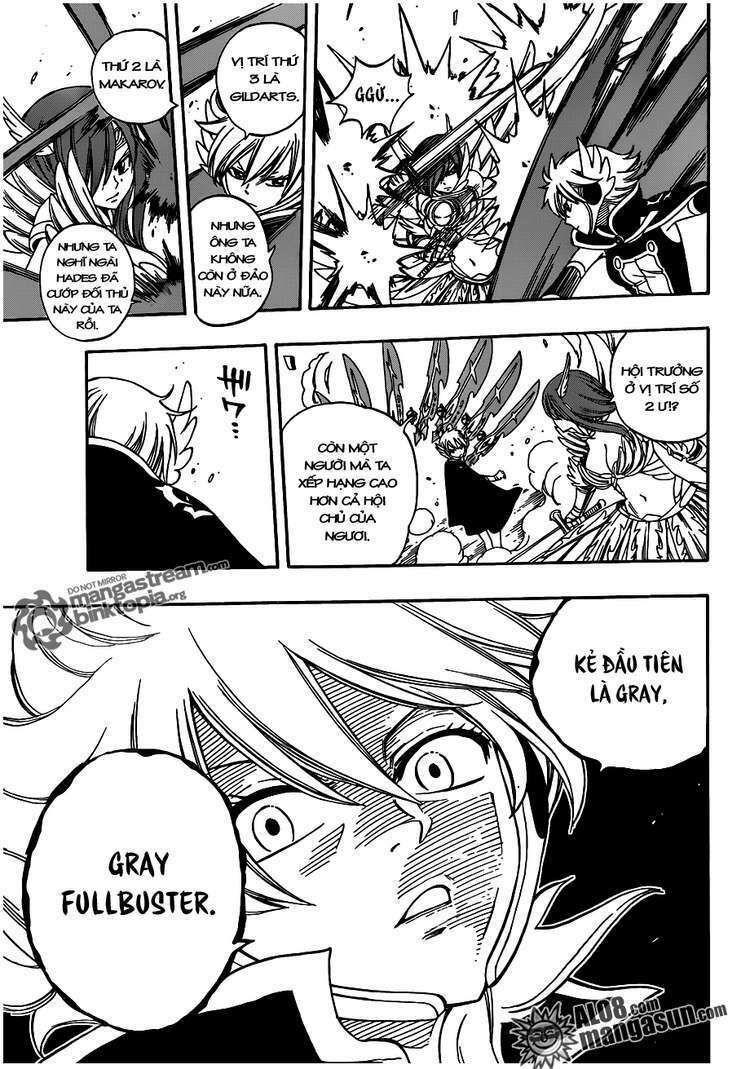 GGỪ...
VỊ TRÍ THỨ
3 LÀ
GILDARTS.
NHƯNG
ÔNG TA
KHÔNG
CÒN Ở ĐẢO
NÀY NỮA.
THỨ 2 LÀ
MAKAROV.
NHƯNG TA
NGHĨ NGÀI
HADES ĐÃ
CƯỚP ĐỐI THỦ
NÀY CỦA TA
RỒI.
HỘI TRƯỞNG
Ở VỊ TRÍ SỐ
2 Ư!?
CÒN MỘT
NGƯỜI MÀ TA
XẾP HẠNG CAO
HƠN CẢ HỘI
CHỦ CỦA
NGƯƠI.
DO NOT MIRROR
mangastream.com
binktopia.org
KẺ ĐẦU TIÊN
LÀ GRAY,
GRAY
FULLBUSTER.
ALO8.com
mangasun.com